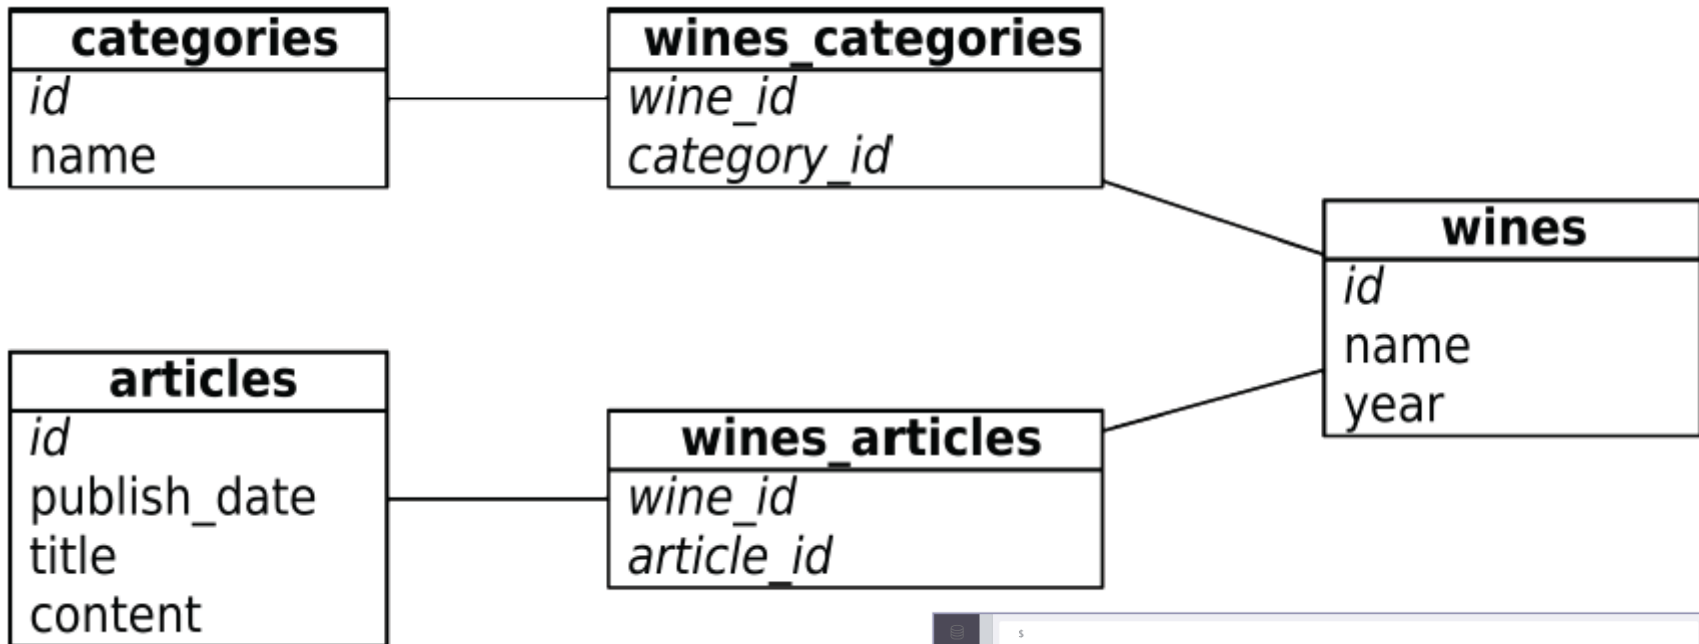 categories
id
name
wines_categories
wine_id
category_id
wines
id
name
year
articles
id
publish_date
title
content
wines_articles
wine_id
article_id
s